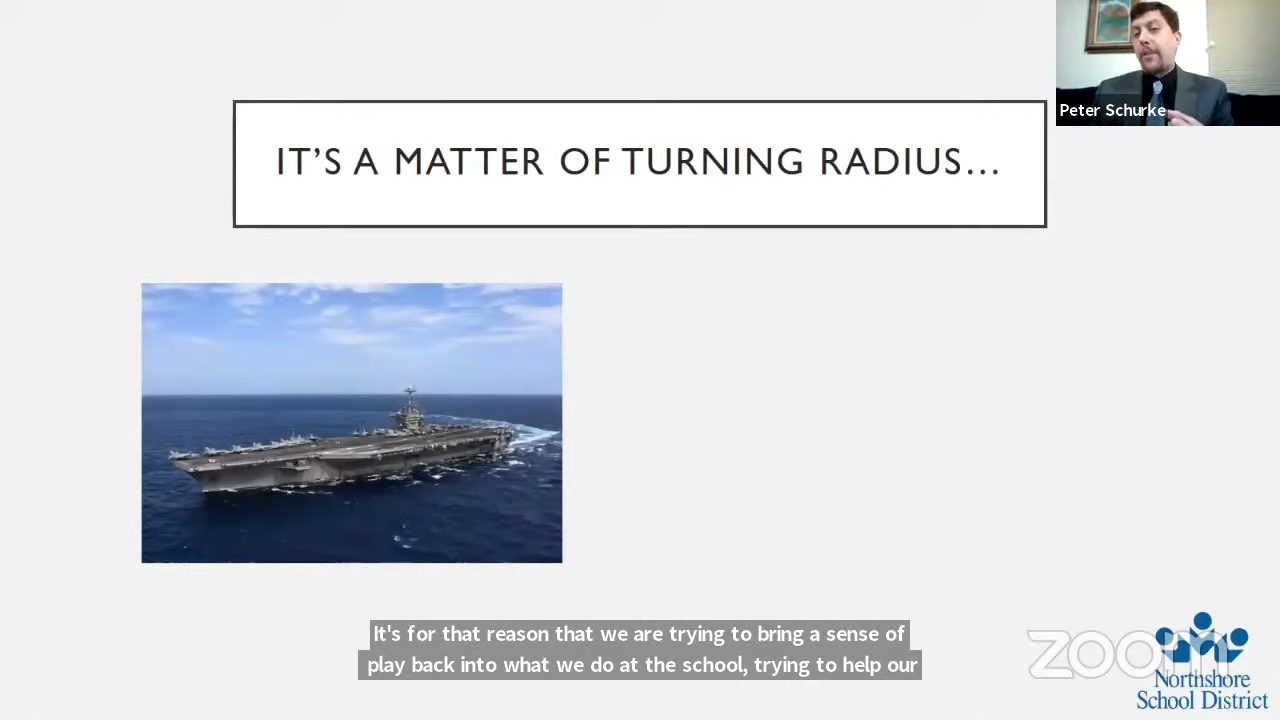 Peter Schurke
IT'S A MATTER OF TURNING RADIUS...
It's for that reason that we are trying to bring a sense of
play back into what we do at the school, trying to help our
zoom
Northshore
School District